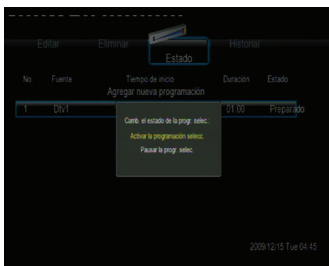 Editar Eliminar Estado Historial
No. Fuente Tiempo de inicio Duración Estado
Agregar nueva programación
1 Dtv1 01:00 Preparado
Camb. el estado de la progr. selec.:
Activar la programación selecc.
Pausar la progr. selec.
2009/12/15 Tue 04:45